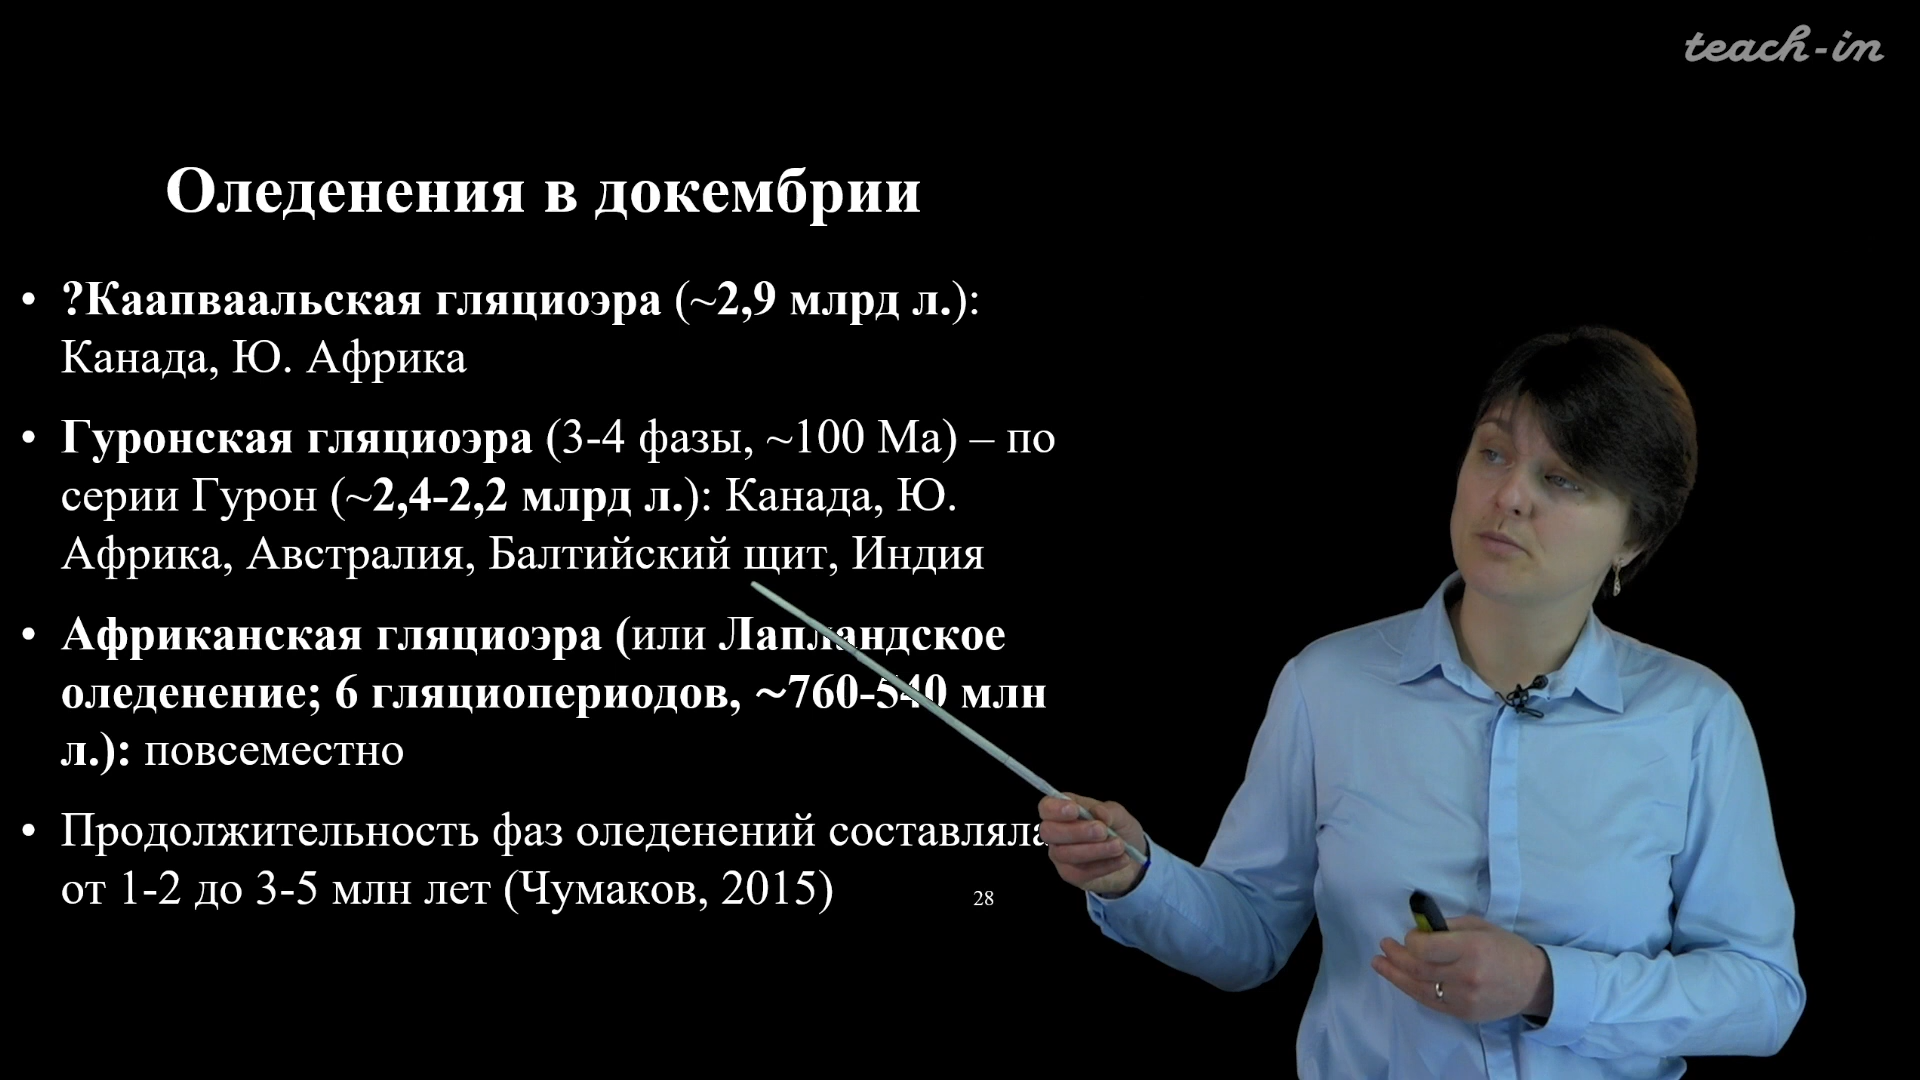 teach-in
Оледенения в докембрии
• ?Каапваальская гляциоэра (~2,9 млрд л.):
Канада, Ю. Африка
• Гуронская гляциоэра (3-4 фазы, ~100 Ма) – по
серии Гурон (~2,4-2,2 млрд л.): Канада, Ю.
Африка, Австралия, Балтийский щит, Индия
• Африканская гляциоэра (или Лапландское
оледенение; 6 гляциопериодов, ~760-540 млн
л.): повсеместно
• Продолжительность фаз оледенений составляла
от 1-2 до 3-5 млн лет (Чумаков, 2015)
28